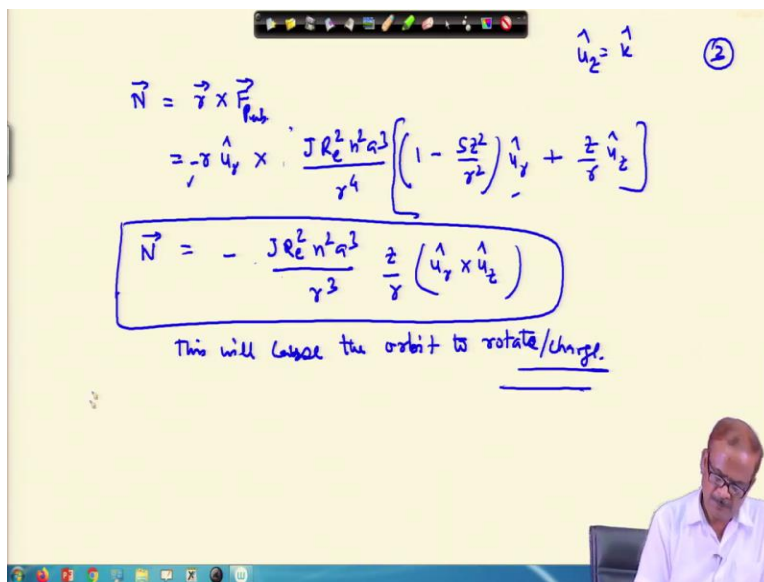 û_z = k̂ ②
N⃗ = r⃗ × F⃗_Perb.
= -r û_r × J R_e² n² a³ / r⁴ [ ( 1 - 5z²/r² ) û_r + z/r û_z ]
N⃗ = - J R_e² n² a³ / r³ z/r ( û_r × û_z )
This will cause the orbit to rotate/change.